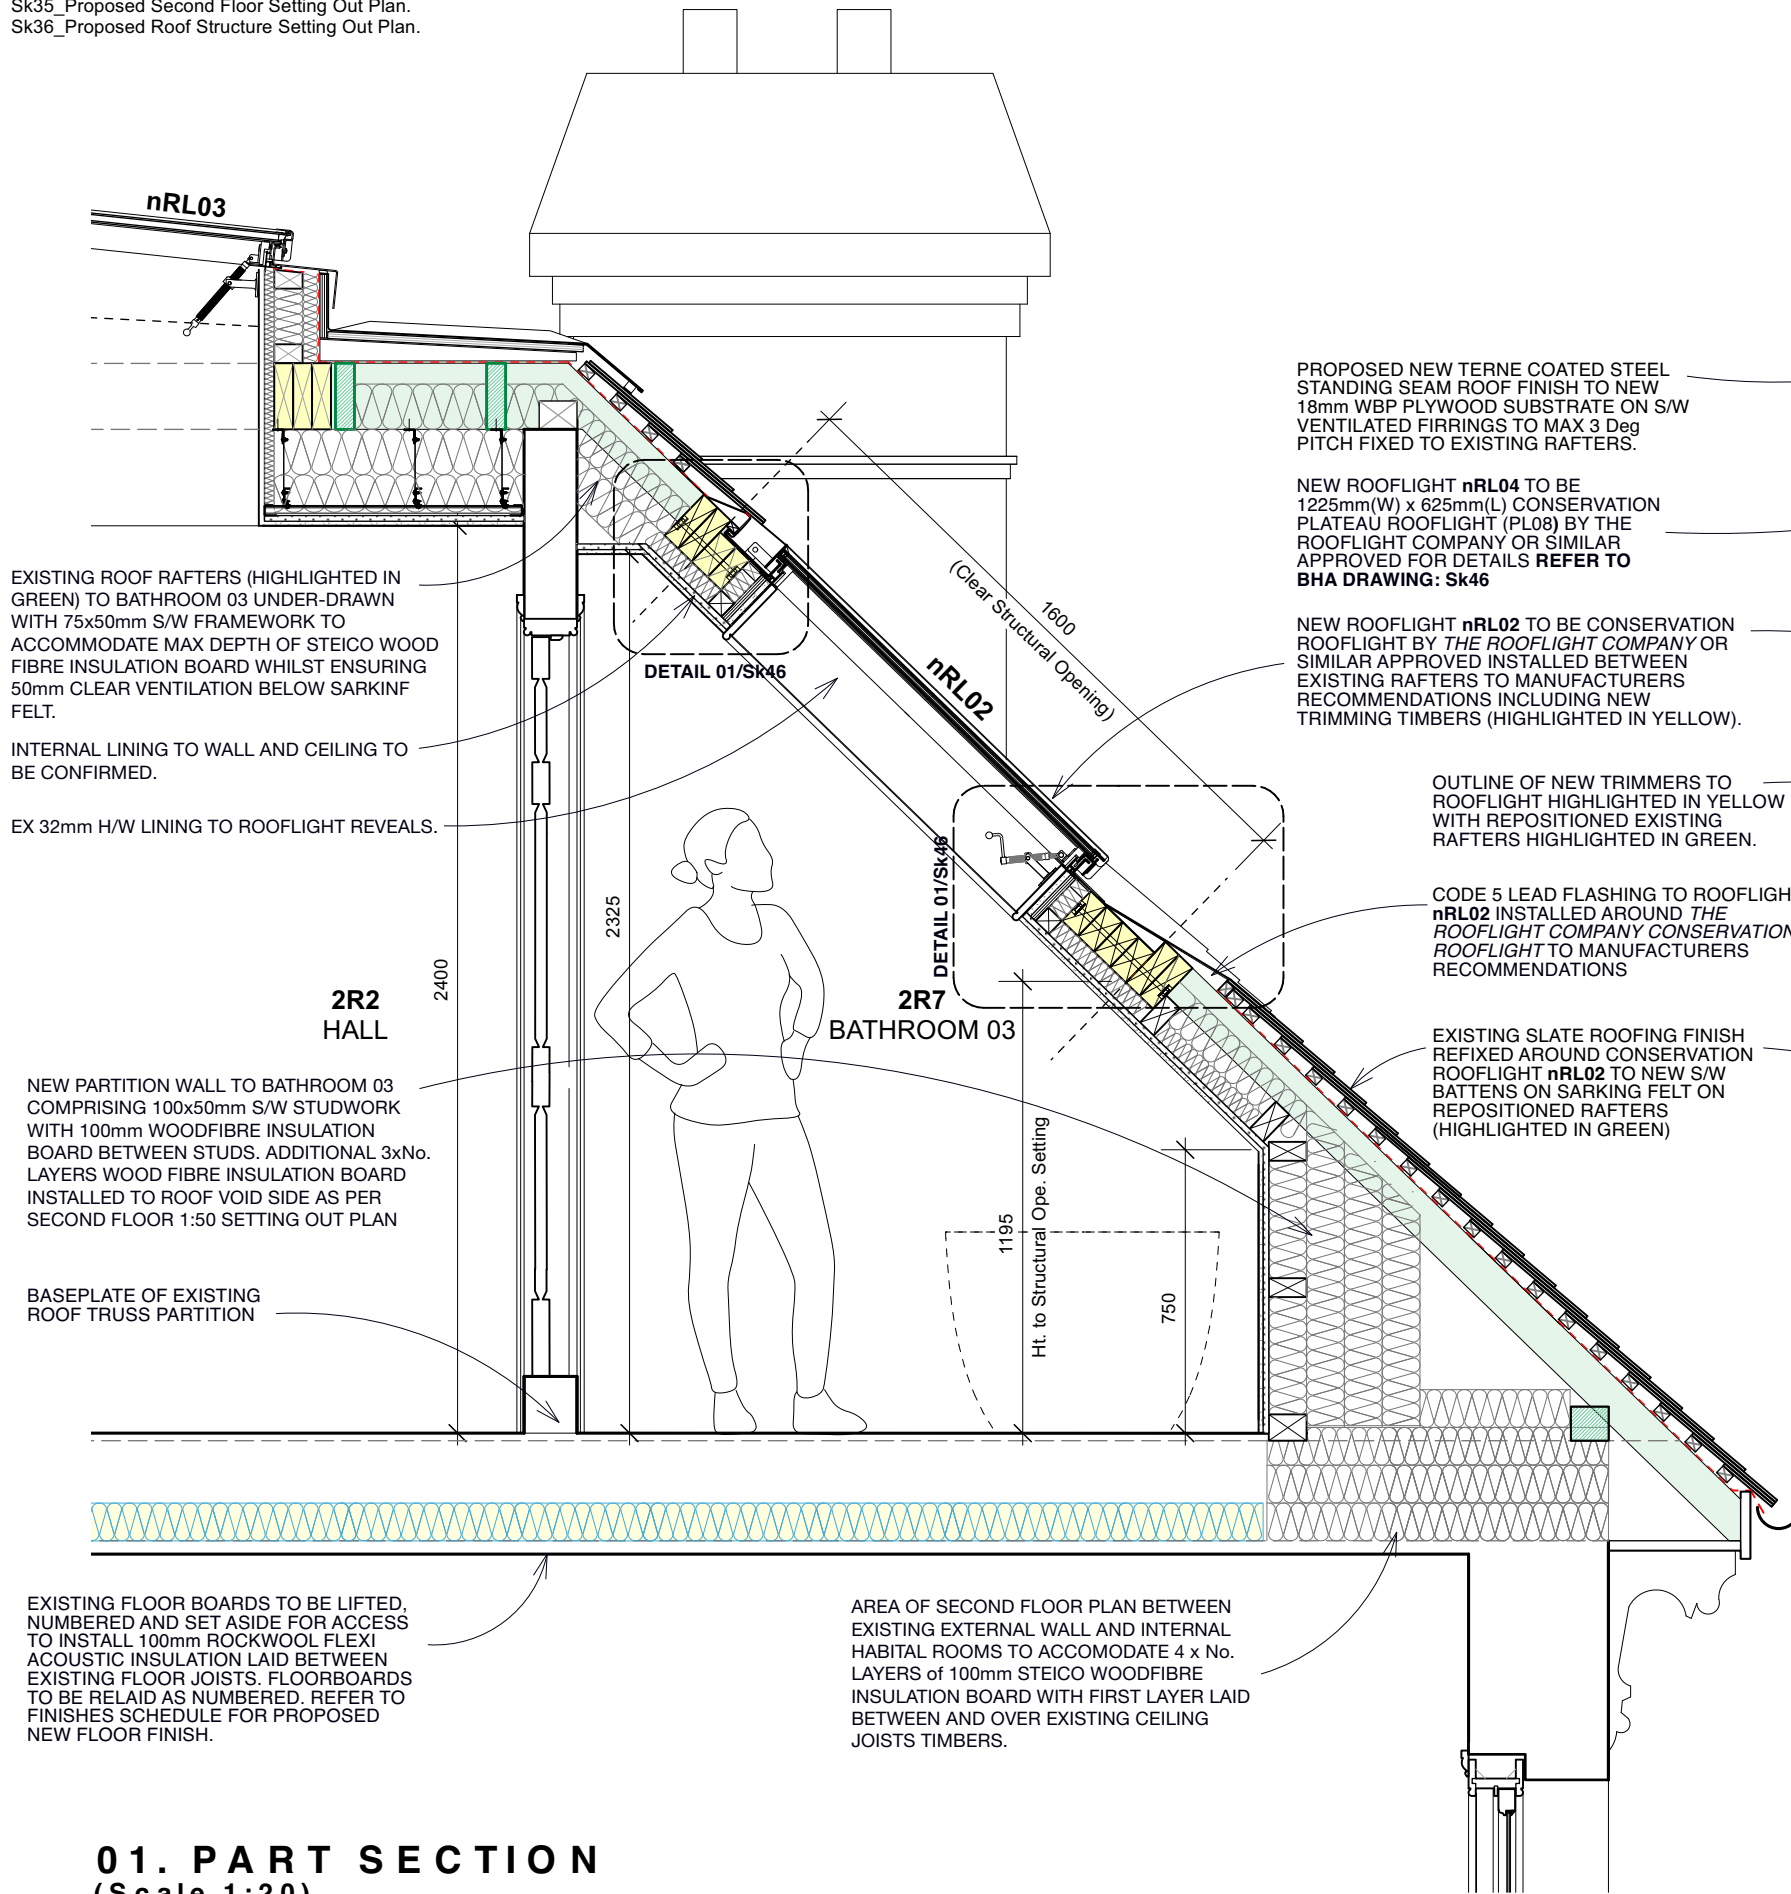 Sk35_Proposed Second Floor Setting Out Plan.
Sk36_Proposed Roof Structure Setting Out Plan.
nRL03
PROPOSED NEW TERNE COATED STEEL
STANDING SEAM ROOF FINISH TO NEW
18mm WBP PLYWOOD SUBSTRATE ON S/W
VENTILATED FIRRINGS TO MAX 3 Deg
PITCH FIXED TO EXISTING RAFTERS.
NEW ROOFLIGHT nRL04 TO BE
1225mm(W) x 625mm(L) CONSERVATION
PLATEAU ROOFLIGHT (PL08) BY THE
ROOFLIGHT COMPANY OR SIMILAR
APPROVED FOR DETAILS REFER TO
BHA DRAWING: Sk46
NEW ROOFLIGHT nRL02 TO BE CONSERVATION
ROOFLIGHT BY THE ROOFLIGHT COMPANY OR
SIMILAR APPROVED INSTALLED BETWEEN
EXISTING RAFTERS TO MANUFACTURERS
RECOMMENDATIONS INCLUDING NEW
TRIMMING TIMBERS (HIGHLIGHTED IN YELLOW).
OUTLINE OF NEW TRIMMERS TO
ROOFLIGHT HIGHLIGHTED IN YELLOW
WITH REPOSITIONED EXISTING
RAFTERS HIGHLIGHTED IN GREEN.
CODE 5 LEAD FLASHING TO ROOFLIGH
nRL02 INSTALLED AROUND THE
ROOFLIGHT COMPANY CONSERVATION
ROOFLIGHT TO MANUFACTURERS
RECOMMENDATIONS
EXISTING SLATE ROOFING FINISH
REFIXED AROUND CONSERVATION
ROOFLIGHT nRL02 TO NEW S/W
BATTENS ON SARKING FELT ON
REPOSITIONED RAFTERS
(HIGHLIGHTED IN GREEN)
EXISTING ROOF RAFTERS (HIGHLIGHTED IN
GREEN) TO BATHROOM 03 UNDER-DRAWN
WITH 75x50mm S/W FRAMEWORK TO
ACCOMMODATE MAX DEPTH OF STEICO WOOD
FIBRE INSULATION BOARD WHILST ENSURING
50mm CLEAR VENTILATION BELOW SARKINF
FELT.
INTERNAL LINING TO WALL AND CEILING TO
BE CONFIRMED.
EX 32mm H/W LINING TO ROOFLIGHT REVEALS.
DETAIL 01/Sk46
nRL02
1600
(Clear Structural Opening)
DETAIL 01/Sk46
2325
2400
2R2
HALL
2R7
BATHROOM 03
1195
Ht. to Structural Ope. Setting
750
NEW PARTITION WALL TO BATHROOM 03
COMPRISING 100x50mm S/W STUDWORK
WITH 100mm WOODFIBRE INSULATION
BOARD BETWEEN STUDS. ADDITIONAL 3xNo.
LAYERS WOOD FIBRE INSULATION BOARD
INSTALLED TO ROOF VOID SIDE AS PER
SECOND FLOOR 1:50 SETTING OUT PLAN
BASEPLATE OF EXISTING
ROOF TRUSS PARTITION
EXISTING FLOOR BOARDS TO BE LIFTED,
NUMBERED AND SET ASIDE FOR ACCESS
TO INSTALL 100mm ROCKWOOL FLEXI
ACOUSTIC INSULATION LAID BETWEEN
EXISTING FLOOR JOISTS. FLOORBOARDS
TO BE RELAID AS NUMBERED. REFER TO
FINISHES SCHEDULE FOR PROPOSED
NEW FLOOR FINISH.
AREA OF SECOND FLOOR PLAN BETWEEN
EXISTING EXTERNAL WALL AND INTERNAL
HABITAL ROOMS TO ACCOMODATE 4 x No.
LAYERS of 100mm STEICO WOODFIBRE
INSULATION BOARD WITH FIRST LAYER LAID
BETWEEN AND OVER EXISTING CEILING
JOISTS TIMBERS.
01. PART SECTION
(Scale 1:20)